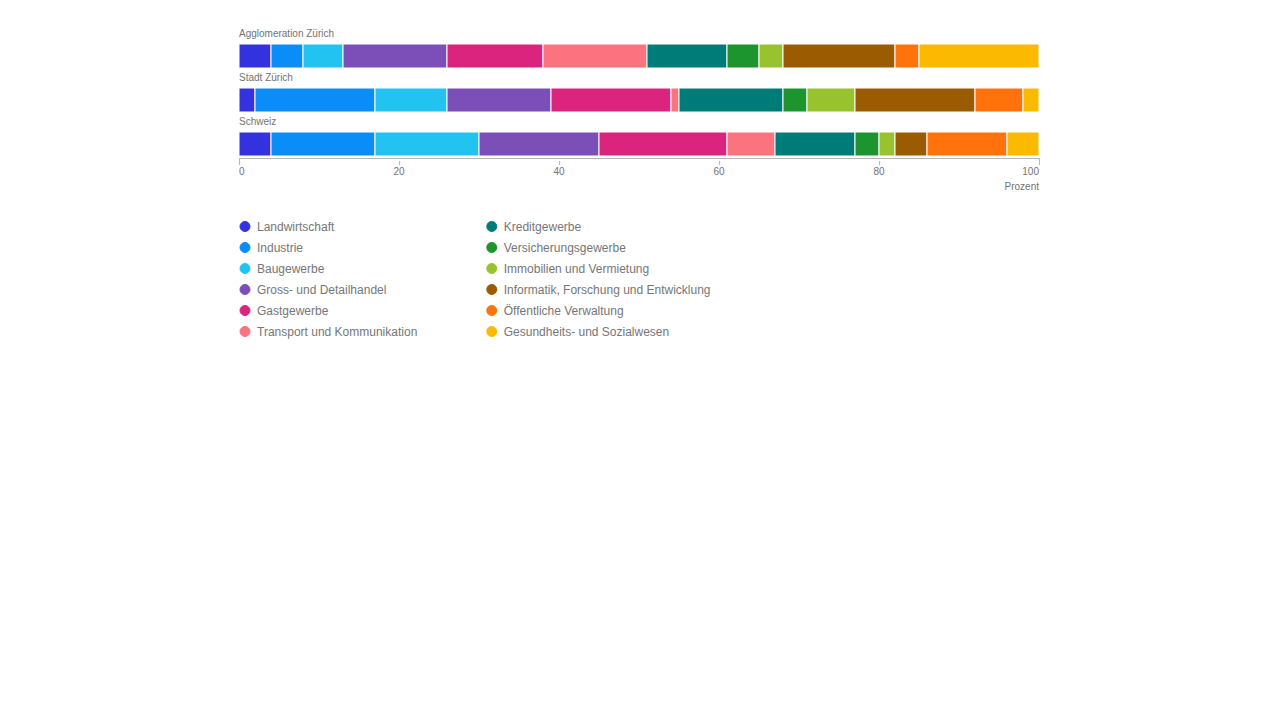 Agglomeration Zürich
Stadt Zürich
Schweiz
0 20 40 60 80 100
Prozent
Landwirtschaft
Industrie
Baugewerbe
Gross- und Detailhandel
Gastgewerbe
Transport und Kommunikation
Kreditgewerbe
Versicherungsgewerbe
Immobilien und Vermietung
Informatik, Forschung und Entwicklung
Öffentliche Verwaltung
Gesundheits- und Sozialwesen